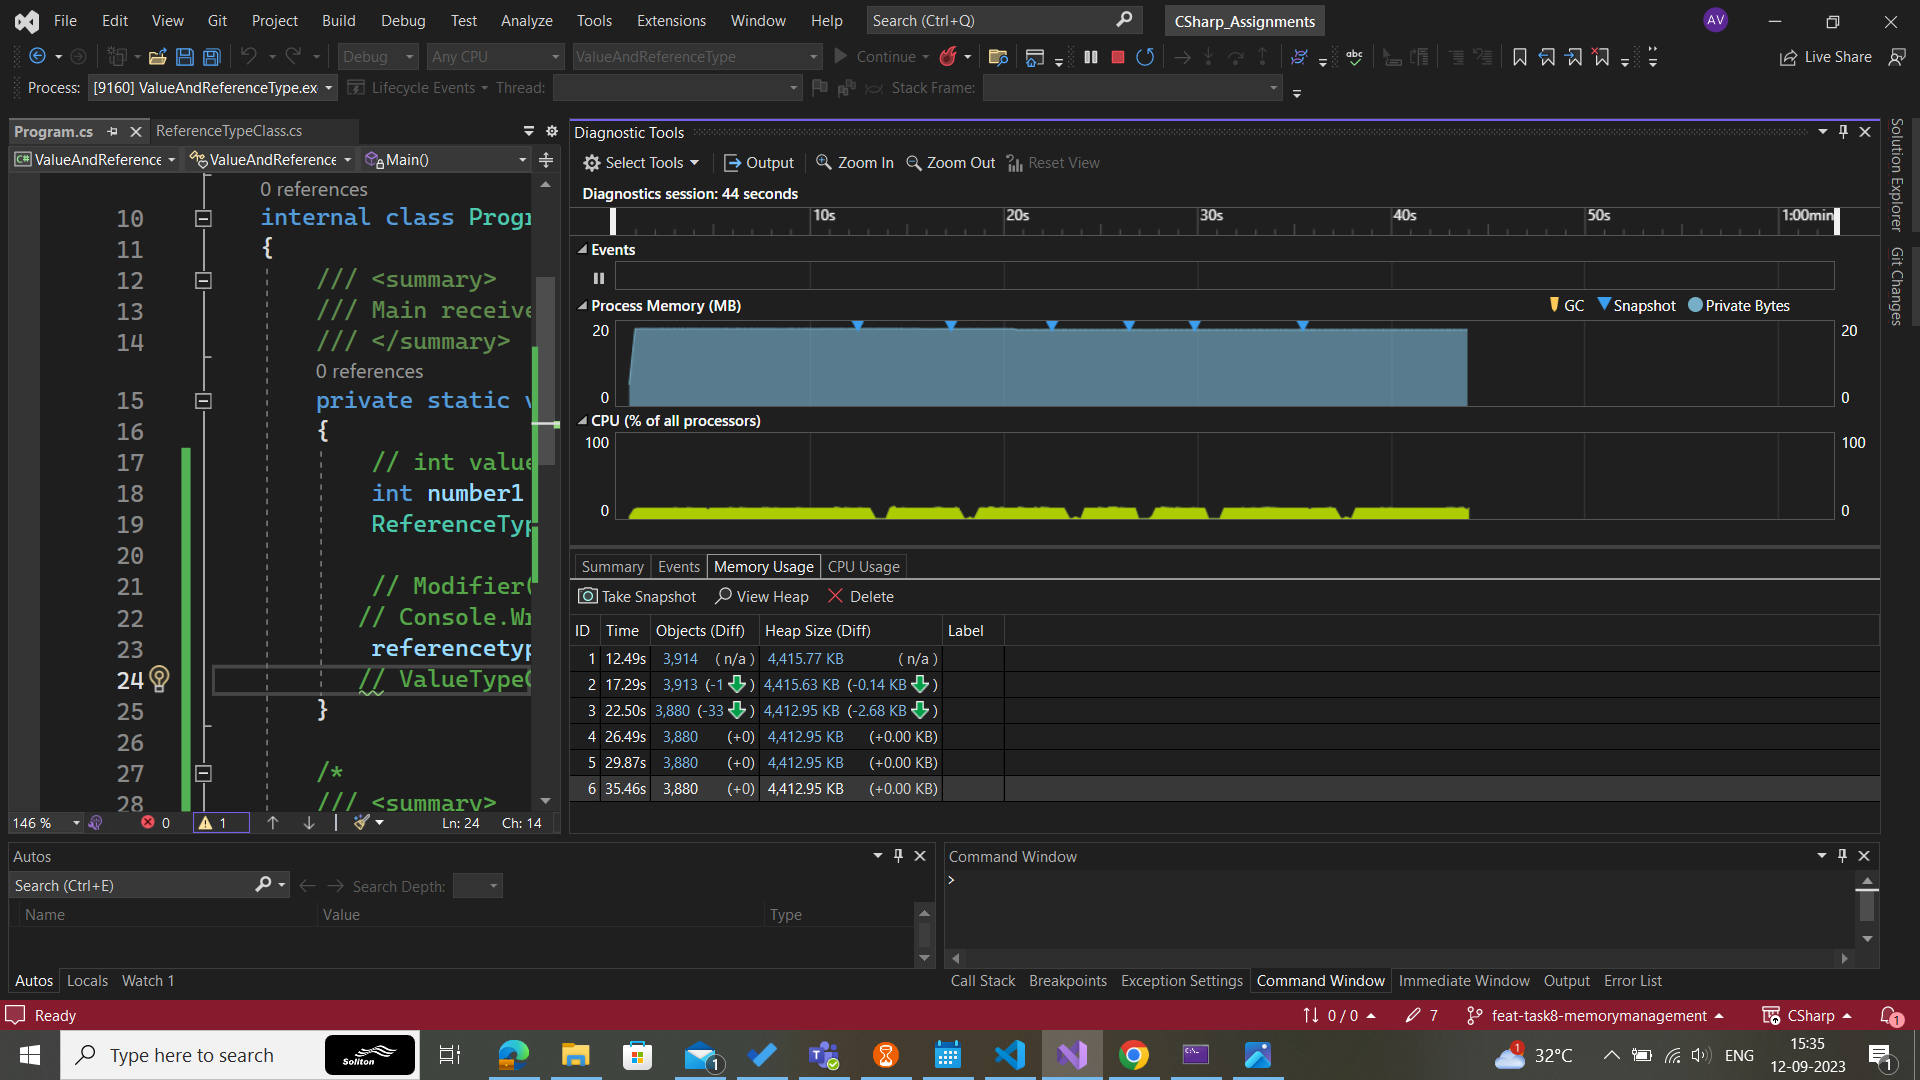 File Edit View Git Project Build Debug Test Analyze Tools Extensions Window Help Search (Ctrl+Q) CSharp_Assignments AV
Debug Any CPU ValueAndReferenceType Continue abc Live Share
Process: [9160] ValueAndReferenceType.ex Lifecycle Events Thread: Stack Frame:
Program.cs ReferenceTypeClass.cs
C# ValueAndReference ValueAndReference Main()
0 references
10 internal class Progr
11 {
12 /// <summary>
13 /// Main receive
14 /// </summary>
0 references
15 private static v
16 {
17 // int value
18 int number1
19 ReferenceTyp
20
21 // Modifier(
22 // Console.Wr
23 referencetyp
24 // ValueTypeC
25 }
26
27 /*
28 /// <summary>
146 % 0 1 Ln: 24 Ch: 14
Diagnostic Tools
Select Tools Output Zoom In Zoom Out Reset View
Diagnostics session: 44 seconds
10s 20s 30s 40s 50s 1:00min
Events
Process Memory (MB) GC Snapshot Private Bytes
20 20
0 0
CPU (% of all processors)
100 100
0 0
Summary Events Memory Usage CPU Usage
Take Snapshot View Heap Delete
ID Time Objects (Diff) Heap Size (Diff) Label
1 12.49s 3,914 (n/a) 4,415.77 KB (n/a)
2 17.29s 3,913 (-1 ) 4,415.63 KB (-0.14 KB )
3 22.50s 3,880 (-33 ) 4,412.95 KB (-2.68 KB )
4 26.49s 3,880 (+0) 4,412.95 KB (+0.00 KB)
5 29.87s 3,880 (+0) 4,412.95 KB (+0.00 KB)
6 35.46s 3,880 (+0) 4,412.95 KB (+0.00 KB)
Solution Explorer
Git Changes
Autos
Search (Ctrl+E) Search Depth:
Name Value Type
Autos Locals Watch 1
Command Window
>
Call Stack Breakpoints Exception Settings Command Window Immediate Window Output Error List
Ready 0 / 0 7 feat-task8-memorymanagement CSharp 1
Type here to search Soliton 1 1 32°C ENG 15:35
12-09-2023 1